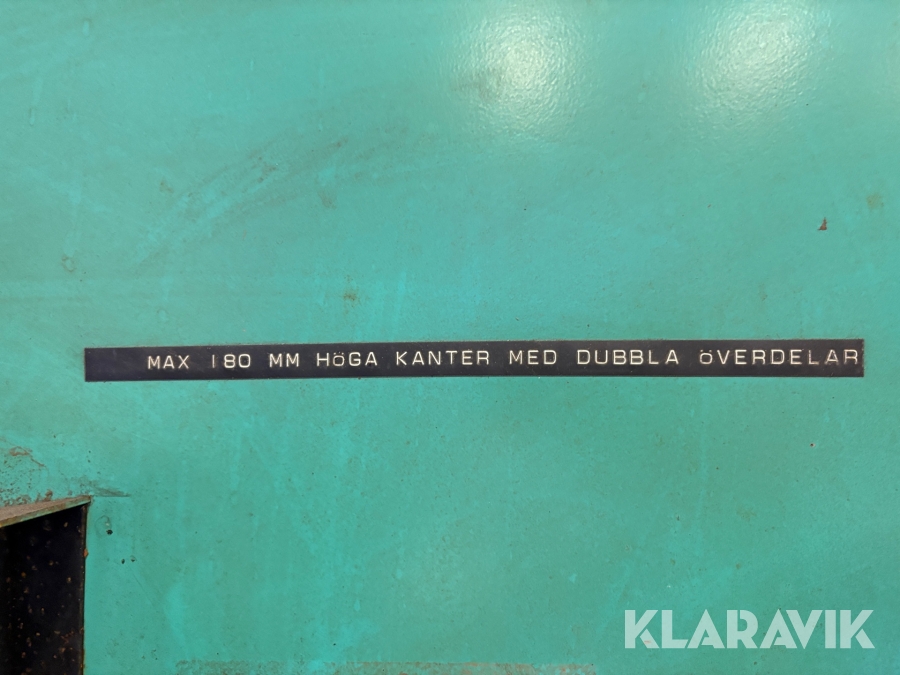 MAX 180 MM HÖGA KANTER MED DUBBLA ÖVERDELAR
KLARAVIK